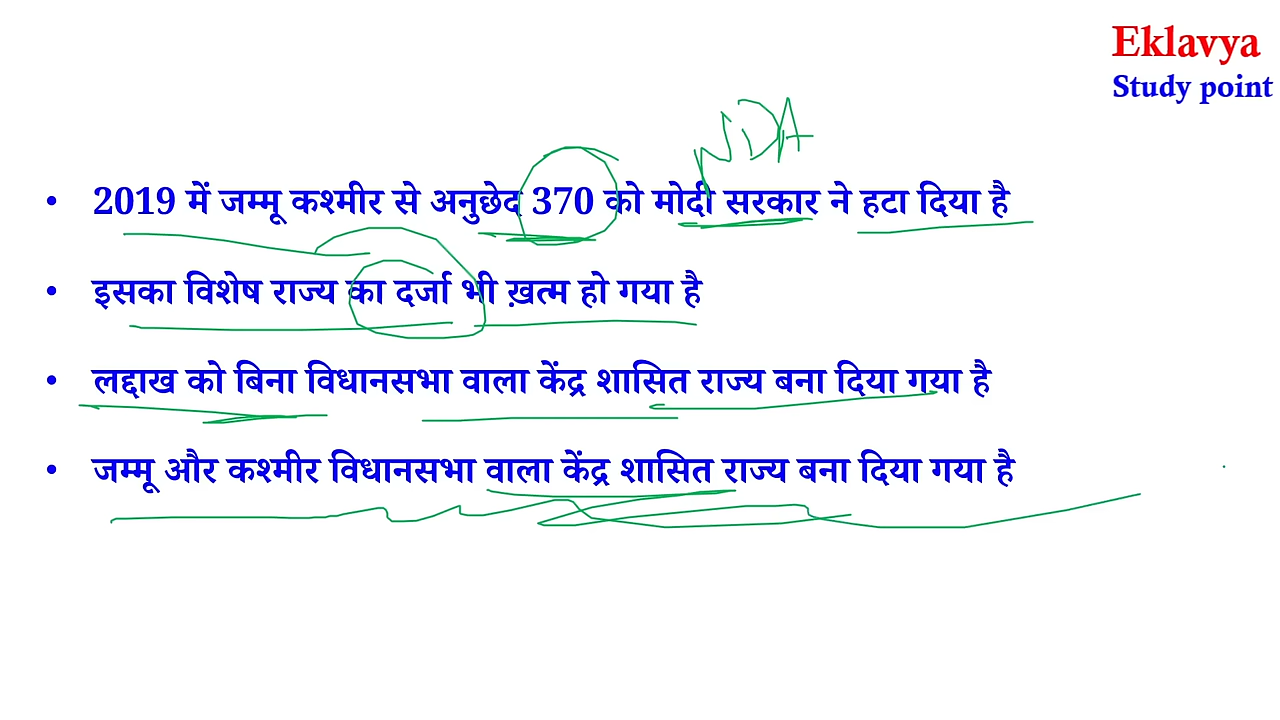 Eklavya
Study point
NDA
• 2019 में जम्मू कश्मीर से अनुछेद 370 को मोदी सरकार ने हटा दिया है
• इसका विशेष राज्य का दर्जा भी ख़त्म हो गया है
• लद्दाख को बिना विधानसभा वाला केंद्र शासित राज्य बना दिया गया है
• जम्मू और कश्मीर विधानसभा वाला केंद्र शासित राज्य बना दिया गया है